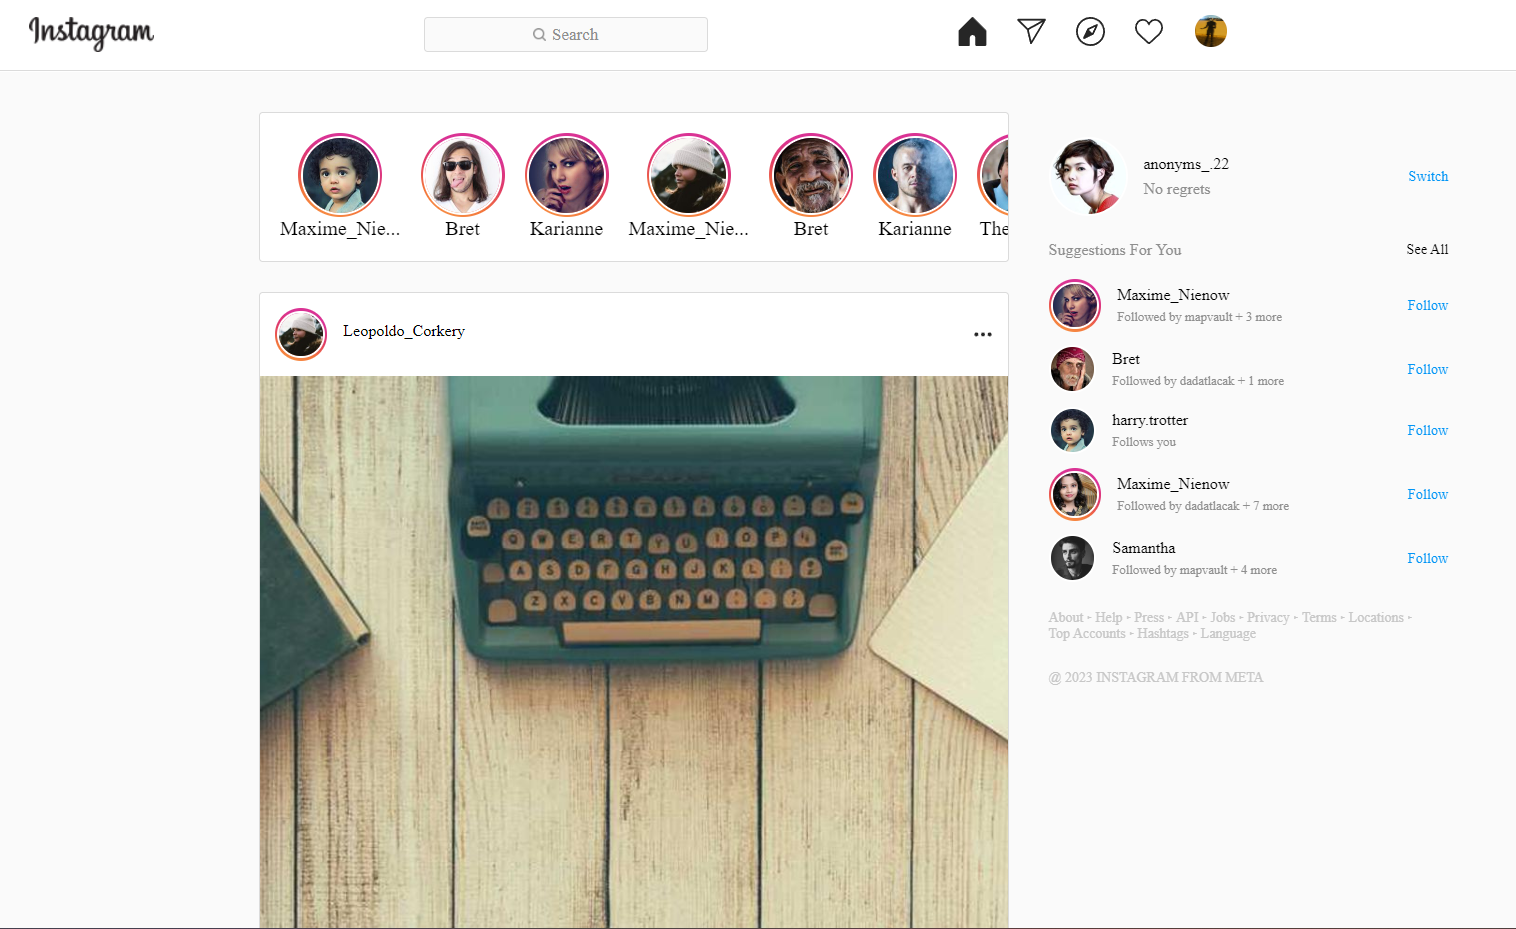 Instagram
Search
Maxime_Nie...
Bret
Karianne
Maxime_Nie...
Bret
Karianne
The
anonyms_.22
No regrets
Switch
Suggestions For You
See All
Maxime_Nienow
Followed by mapvault + 3 more
Follow
Bret
Followed by dadatlacak + 1 more
Follow
harry.trotter
Follows you
Follow
Maxime_Nienow
Followed by dadatlacak + 7 more
Follow
Samantha
Followed by mapvault + 4 more
Follow
About ‣ Help ‣ Press ‣ API ‣ Jobs ‣ Privacy ‣ Terms ‣ Locations ‣
Top Accounts ‣ Hashtags ‣ Language
@ 2023 INSTAGRAM FROM META
Leopoldo_Corkery
Q W E R T Y U I O P
A S D F G H J K L
Z X C V B N M